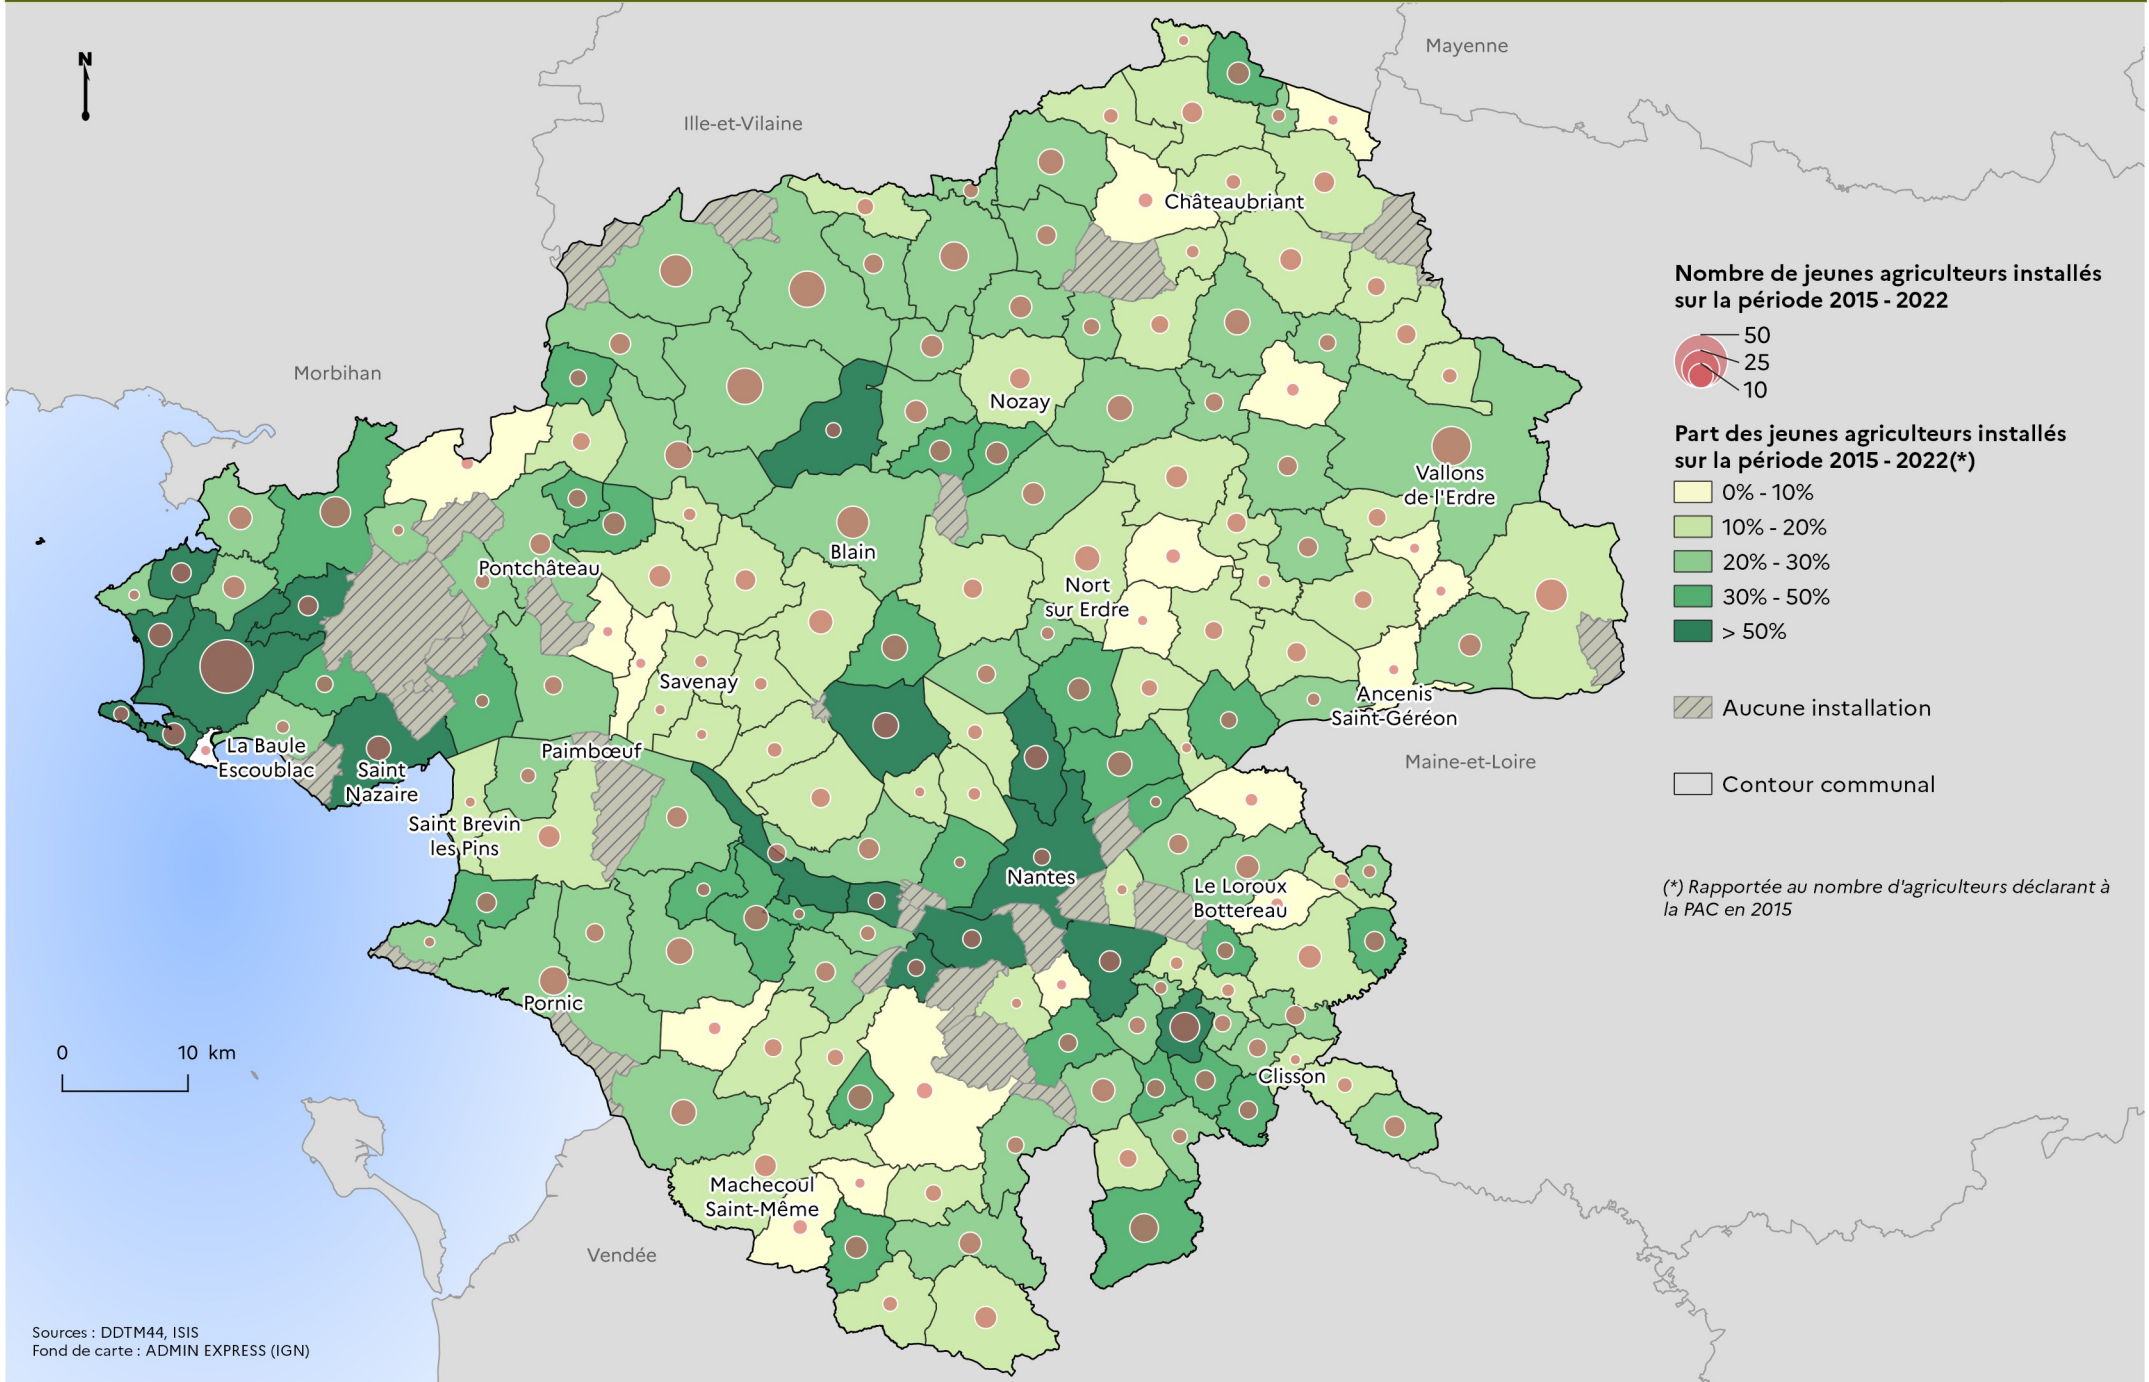 N
Mayenne
Ille-et-Vilaine
Châteaubriant
Morbihan
Nozay
Vallons
de l'Erdre
Blain
Pontchâteau
Nort
sur Erdre
Savenay
Ancenis
Saint-Géréon
La Baule
Escoublac
Paimbœuf
Saint
Nazaire
Maine-et-Loire
Saint Brevin
les Pins
Nantes
Le Loroux
Bottereau
Pornic
Clisson
Machecoul
Saint-Même
Vendée
0 10 km
Sources : DDTM44, ISIS
Fond de carte : ADMIN EXPRESS (IGN)
Nombre de jeunes agriculteurs installés
sur la période 2015 - 2022
50
25
10
Part des jeunes agriculteurs installés
sur la période 2015 - 2022(*)
0% - 10%
10% - 20%
20% - 30%
30% - 50%
> 50%
Aucune installation
Contour communal
(*) Rapportée au nombre d'agriculteurs déclarant à
la PAC en 2015